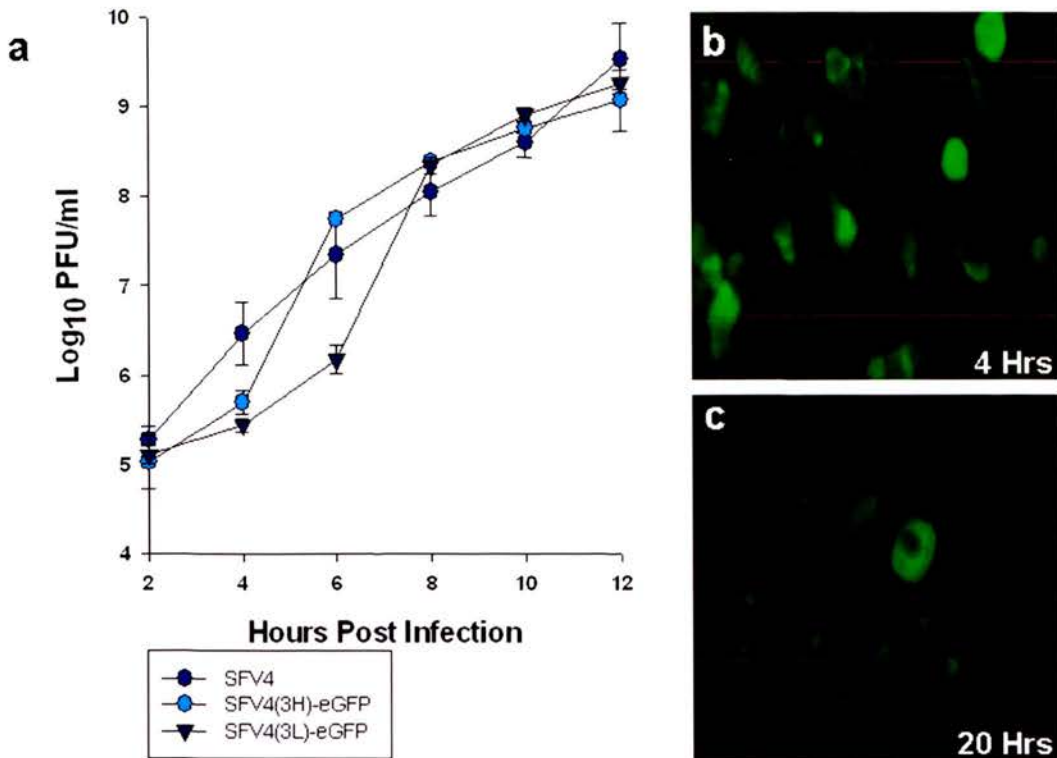 a
10
9
8
7
6
5
4
Log10 PFU/ml
2 4 6 8 10 12
Hours Post Infection
SFV4
SFV4(3H)-eGFP
SFV4(3L)-eGFP
b
4 Hrs
c
20 Hrs